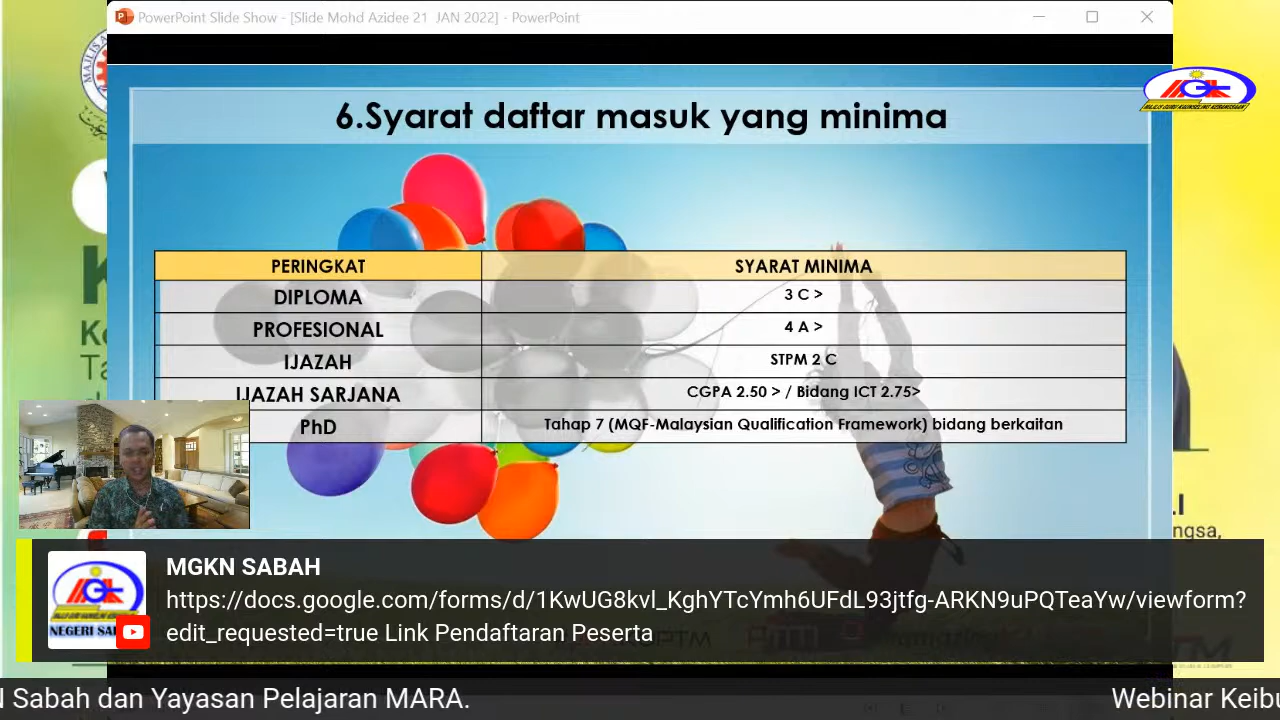 PowerPoint Slide Show - [Slide Mohd Azidee 21 JAN 2022] - PowerPoint
6.Syarat daftar masuk yang minima
PERINGKAT SYARAT MINIMA
DIPLOMA 3 C >
PROFESIONAL 4 A >
IJAZAH STPM 2 C
IJAZAH SARJANA CGPA 2.50 > / Bidang ICT 2.75>
PhD Tahap 7 (MQF-Malaysian Qualification Framework) bidang berkaitan
ngsa,
MGKN SABAH
https://docs.google.com/forms/d/1KwUG8kvl_KghYTcYmh6UFdL93jtfg-ARKN9uPQTeaYw/viewform?
edit_requested=true Link Pendaftaran Peserta
N Sabah dan Yayasan Pelajaran MARA. Webinar Keibu